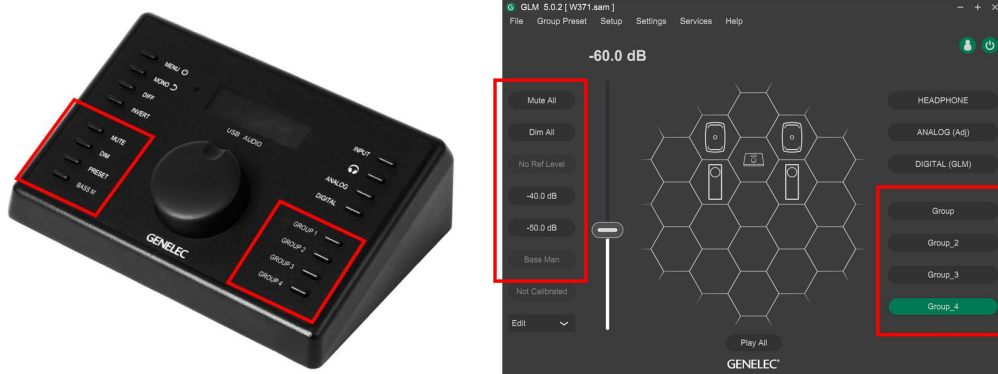 MENU
MONO
DIFF
INVERT
MUTE
DIM
PRESET
BASS M
USB AUDIO
INPUT
ANALOG
DIGITAL
GROUP 1
GROUP 2
GROUP 3
GROUP 4
GENELEC
G GLM 5.0.2 [ W371.sam ]
File Group Preset Setup Settings Services Help
-60.0 dB
Mute All
Dim All
No Ref Level
-40.0 dB
-50.0 dB
Bass Man
Not Calibrated
Edit
HEADPHONE
ANALOG (Adj)
DIGITAL (GLM)
Group
Group_2
Group_3
Group_4
Play All
GENELEC®